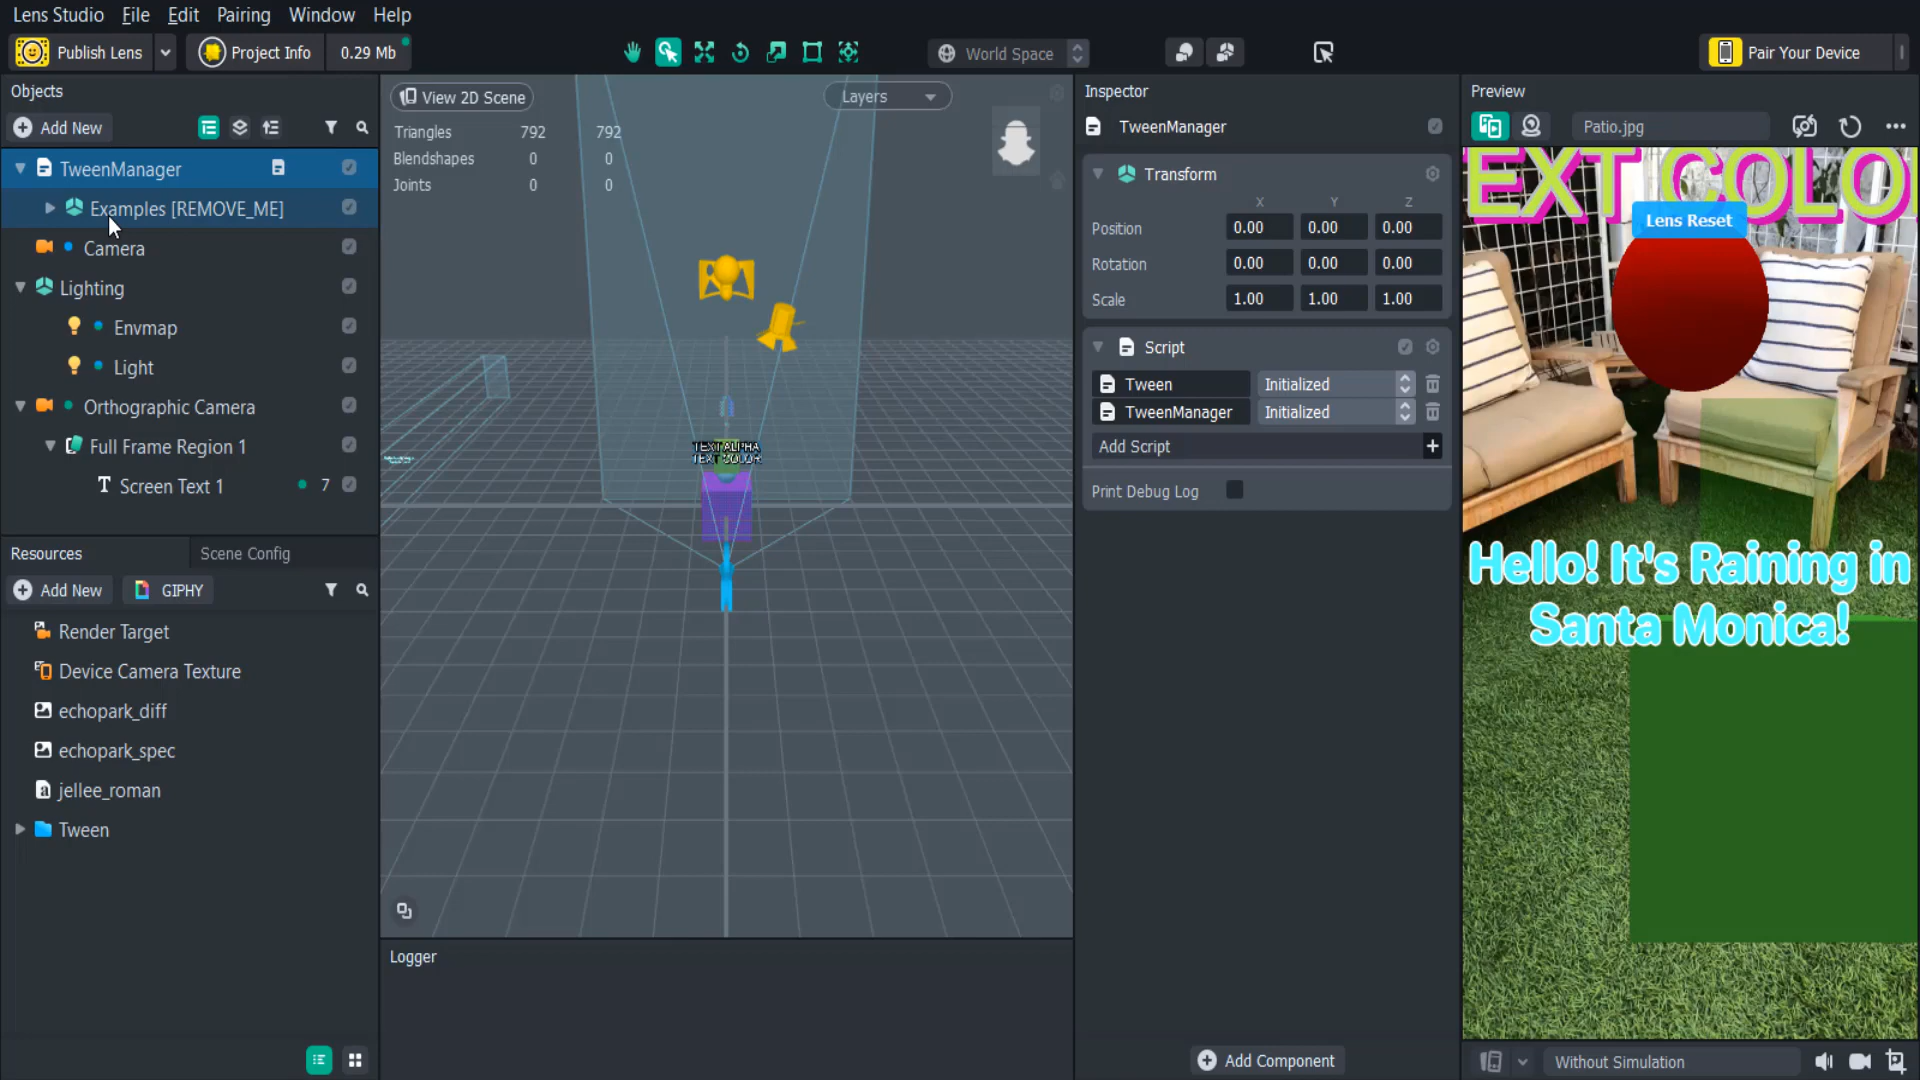 Lens Studio File Edit Pairing Window Help
Publish Lens Project Info 0.29 Mb World Space Pair Your Device
Objects
Add New
TweenManager
Examples [REMOVE_ME]
Camera
Lighting
Envmap
Light
Orthographic Camera
Full Frame Region 1
Screen Text 1 7
Resources Scene Config
Add New GIPHY
Render Target
Device Camera Texture
echopark_diff
echopark_spec
jellee_roman
Tween
View 2D Scene Layers
Triangles 792 792
Blendshapes 0 0
Joints 0 0
TEXT ALPHA
TEXT COLOR
Logger
Inspector
TweenManager
Transform
X Y Z
Position 0.00 0.00 0.00
Rotation 0.00 0.00 0.00
Scale 1.00 1.00 1.00
Script
Tween Initialized
TweenManager Initialized
Add Script
Print Debug Log
Add Component
Preview
Patio.jpg
EXT COLO
Lens Reset
Hello! It's Raining in
Santa Monica!
Without Simulation